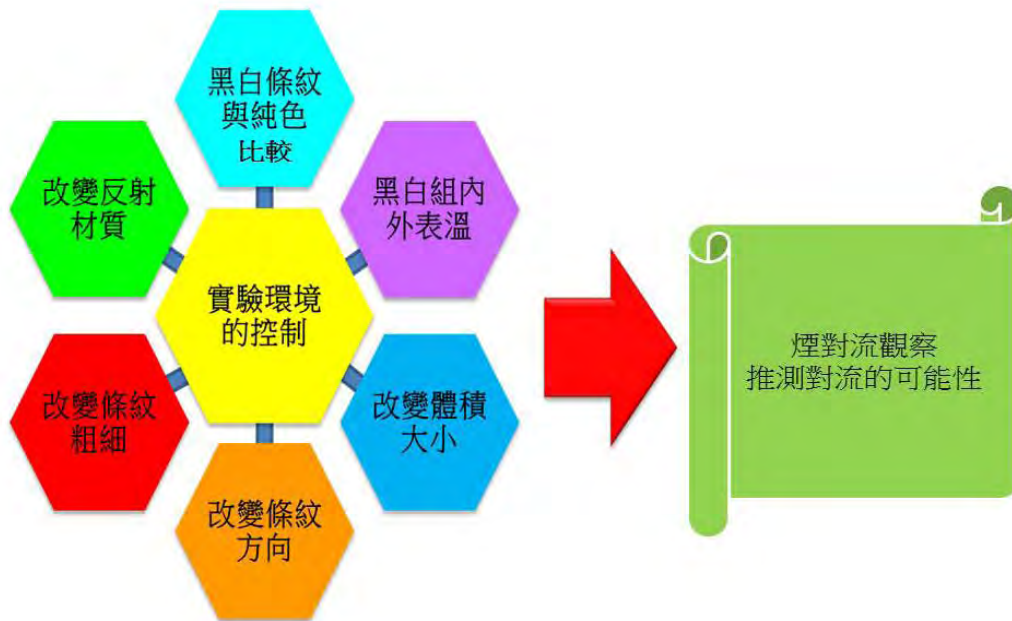 黑白條紋
與純色
比較
黑白組內
外表溫
改變體積
大小
改變條紋
方向
改變條紋
粗細
改變反射
材質
實驗環境
的控制
煙對流觀察
推測對流的可能性